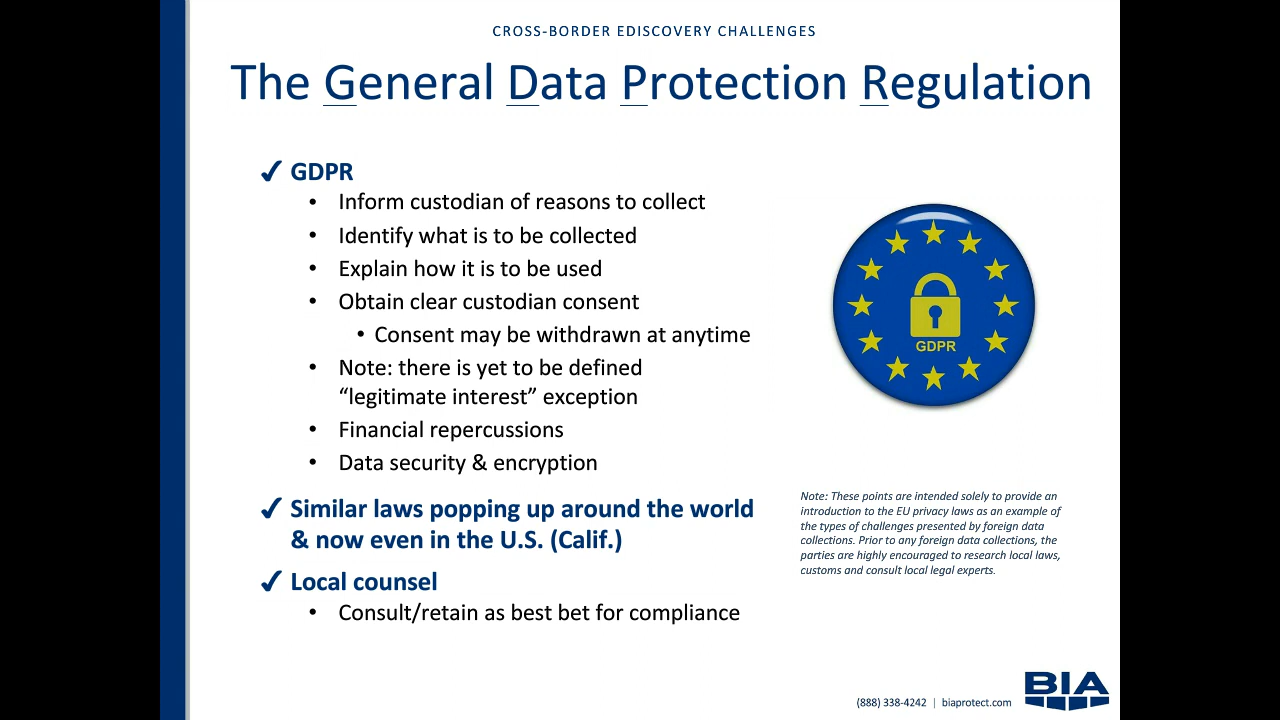 CROSS-BORDER EDISCOVERY CHALLENGES
The General Data Protection Regulation
✓ GDPR
• Inform custodian of reasons to collect
• Identify what is to be collected
• Explain how it is to be used
• Obtain clear custodian consent
• Consent may be withdrawn at anytime
• Note: there is yet to be defined
“legitimate interest” exception
• Financial repercussions
• Data security & encryption
✓ Similar laws popping up around the world
& now even in the U.S. (Calif.)
✓ Local counsel
• Consult/retain as best bet for compliance
GDPR
Note: These points are intended solely to provide an
introduction to the EU privacy laws as an example of
the types of challenges presented by foreign data
collections. Prior to any foreign data collections, the
parties are highly encouraged to research local laws,
customs and consult local legal experts.
(888) 338-4242 | biaprotect.com
BIA